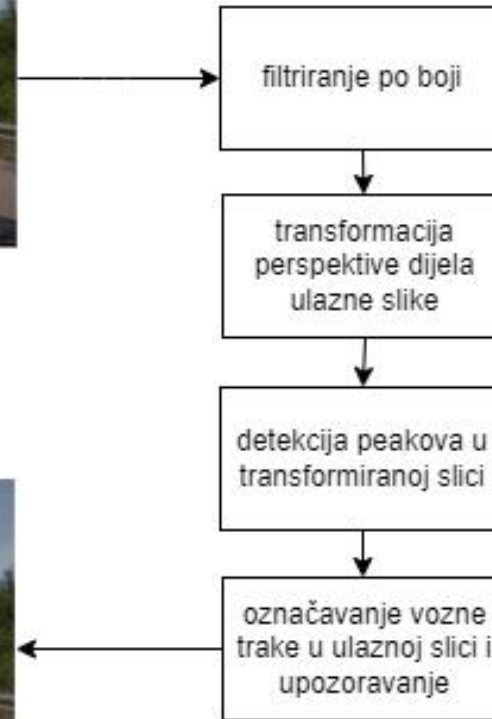 filtriranje po boji
transformacija
perspektive dijela
ulazne slike
detekcija peakova u
transformiranoj slici
označavanje vozne
trake u ulaznoj slici i
upozoravanje